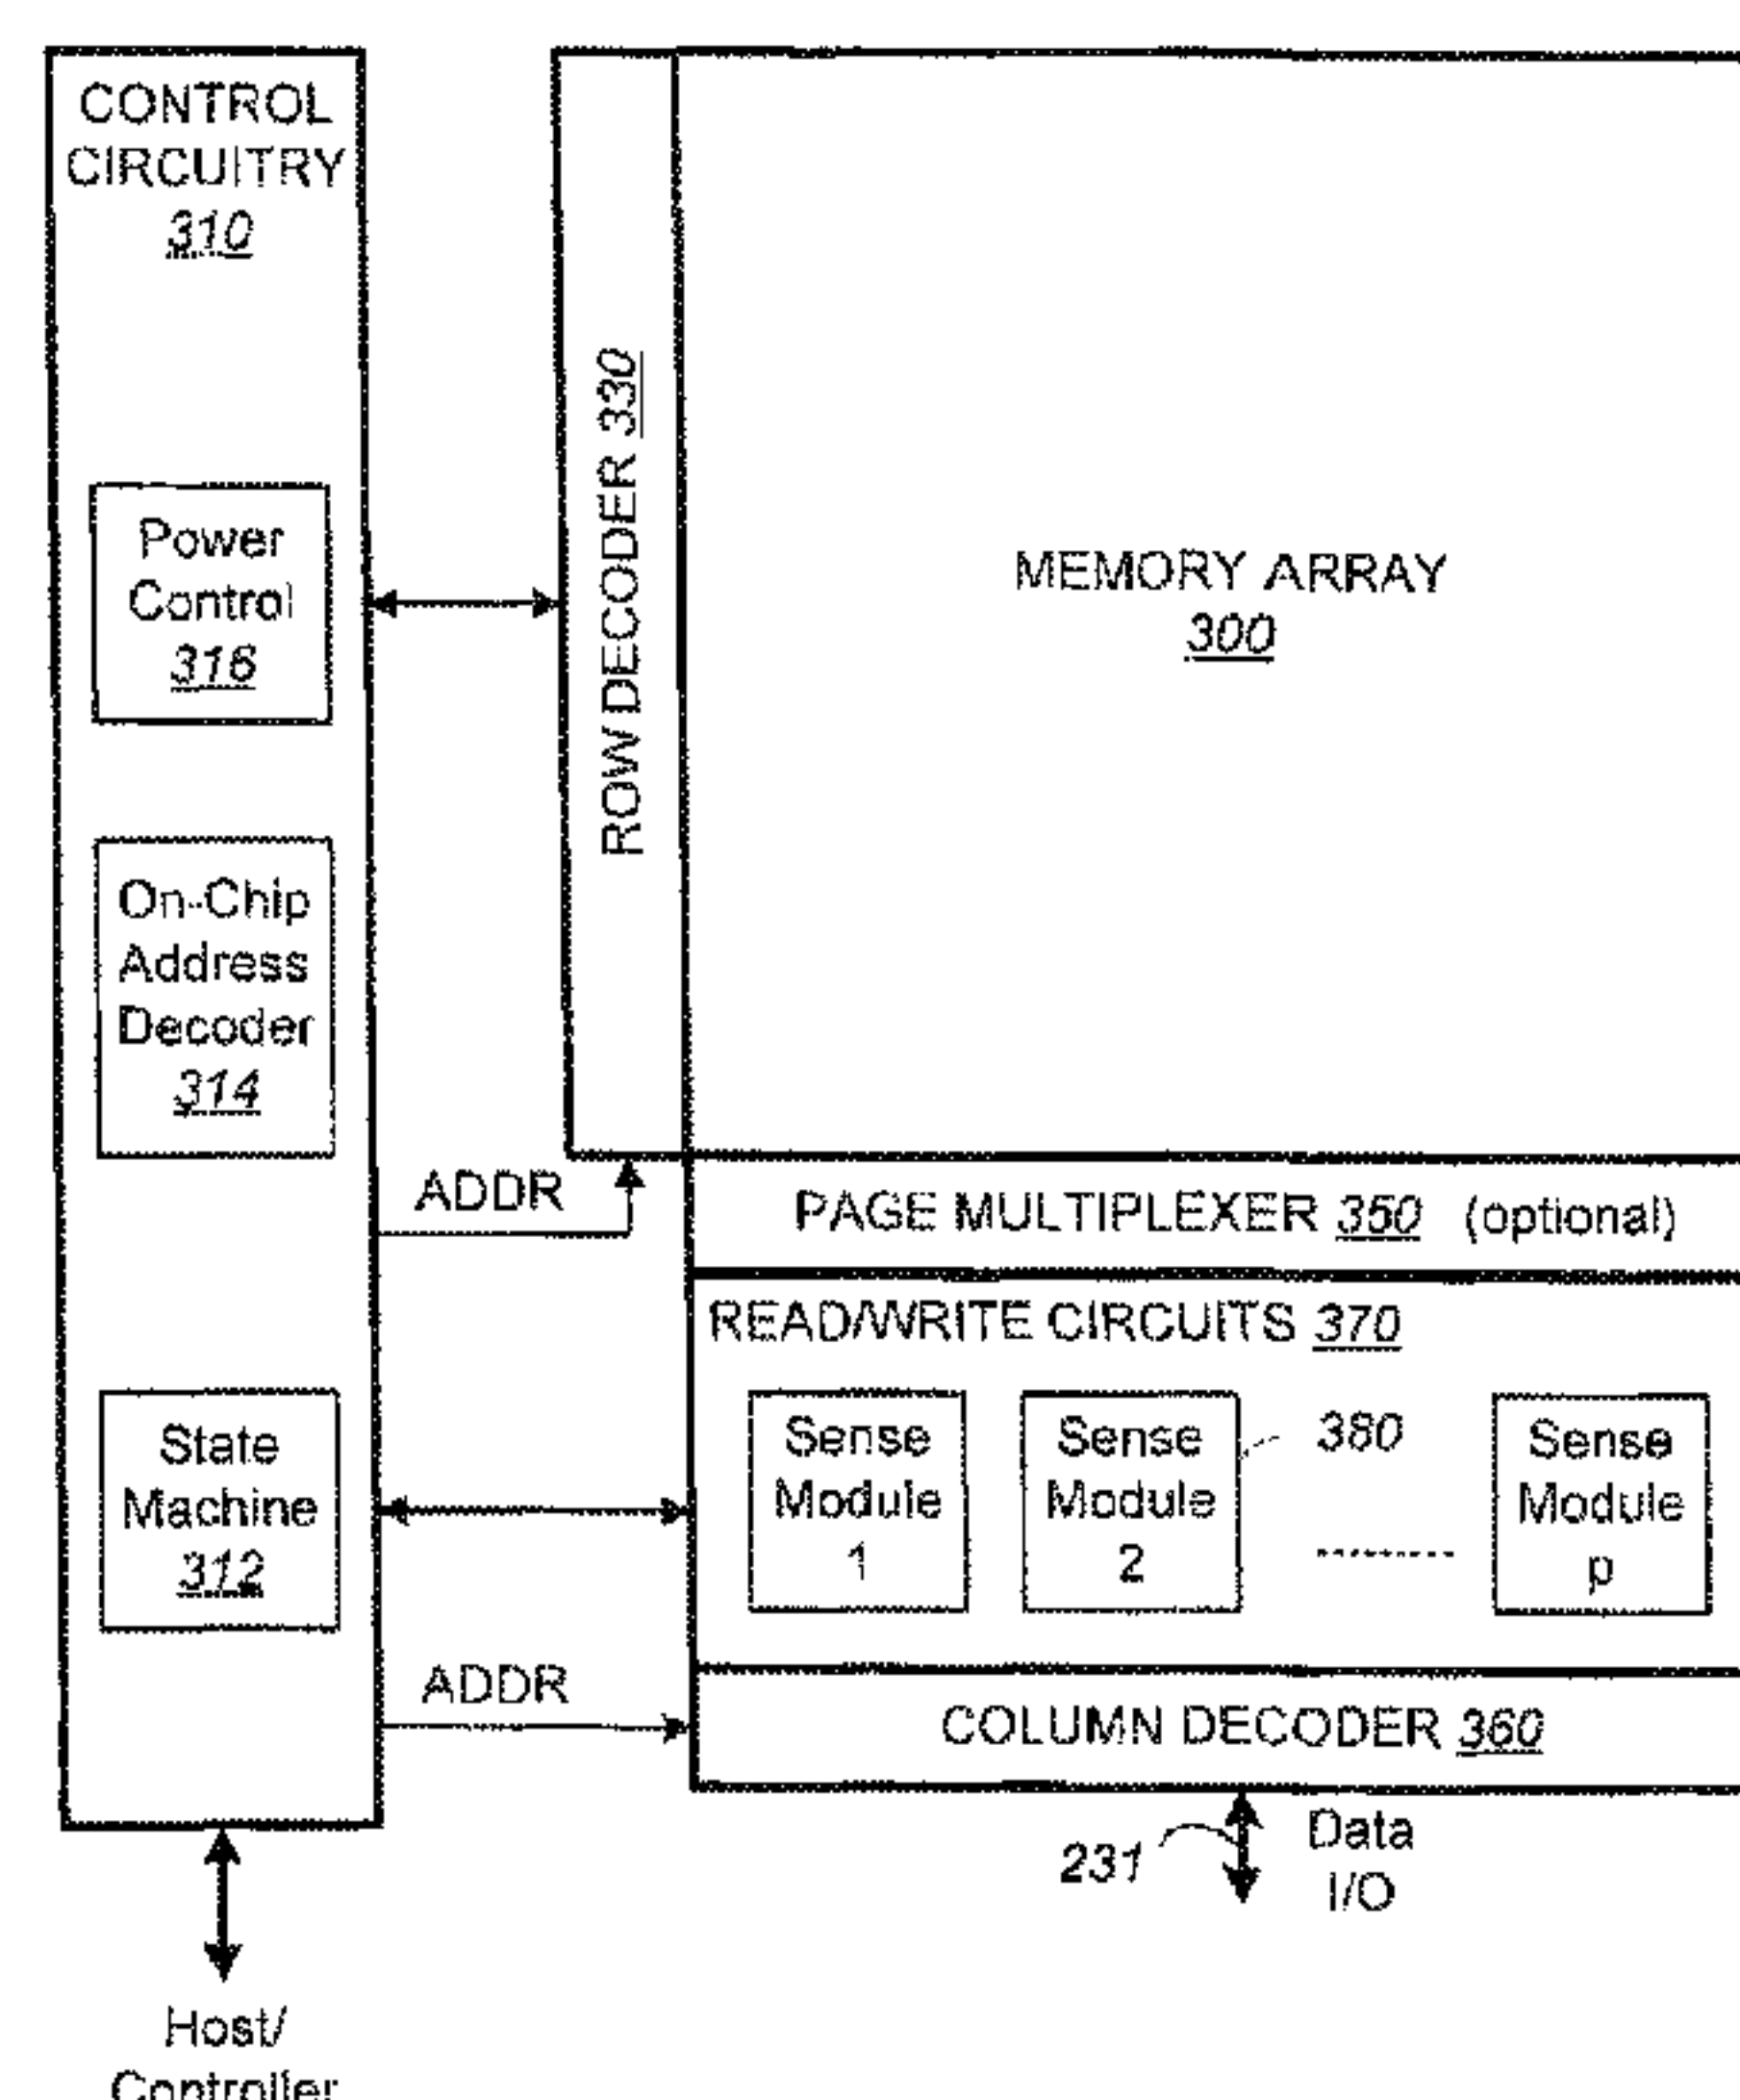 CONTROL
CIRCUITRY
310
Power
Control
316
On-Chip
Address
Decoder
314
State
Machine
312
Host/
Controller
ROW DECODER 330
ADDR
ADDR
MEMORY ARRAY
300
PAGE MULTIPLEXER 350 (optional)
READ/WRITE CIRCUITS 370
Sense
Module
1
Sense
Module
2
380
Sense
Module
p
COLUMN DECODER 360
231
Data
I/O